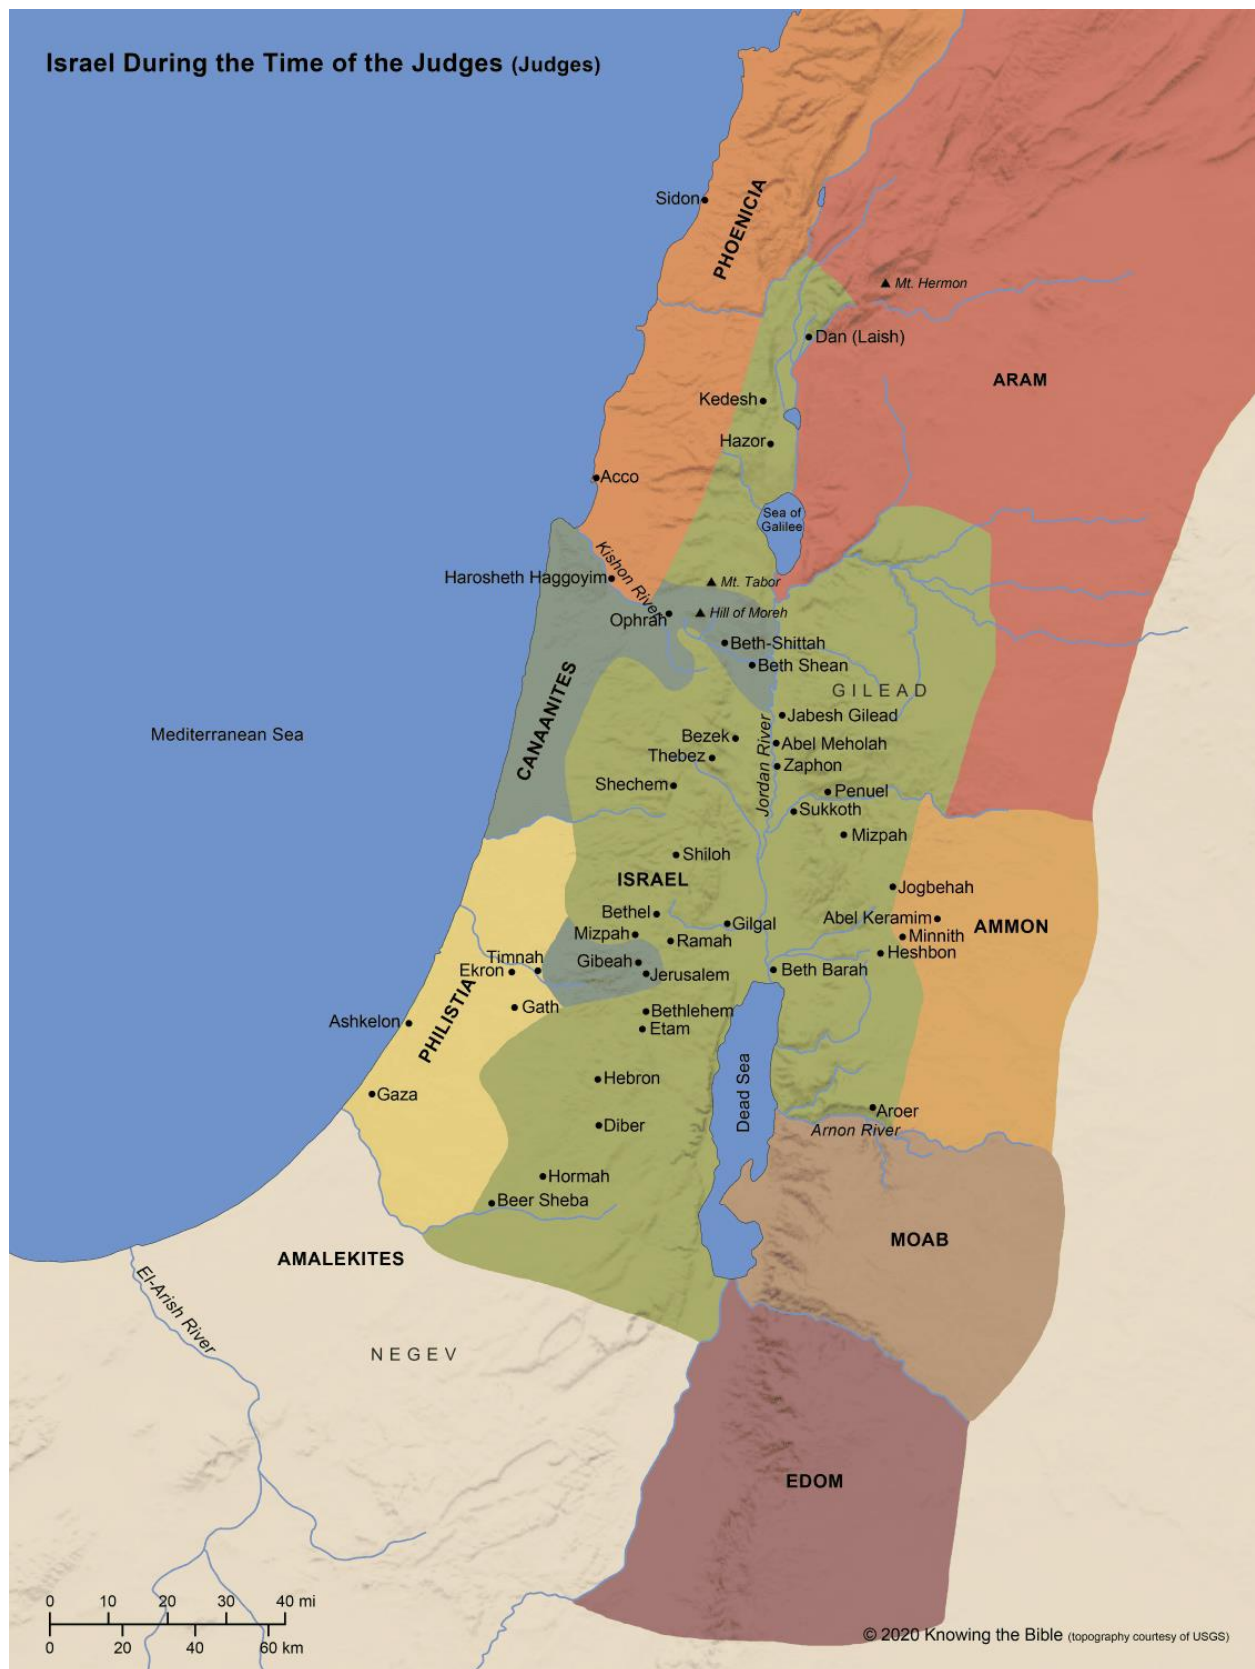 Israel During the Time of the Judges (Judges)
Sidon
PHOENICIA
Mt. Hermon
Dan (Laish)
ARAM
Kedesh
Hazor
Acco
Sea of
Galilee
Kishon River
Harosheth Haggoyim
Mt. Tabor
Ophrah
Hill of Moreh
Beth-Shittah
Beth Shean
GILEAD
CANAANITES
Jabesh Gilead
Mediterranean Sea
Bezek
Abel Meholah
Thebez
Zaphon
Jordan River
Shechem
Penuel
Sukkoth
Mizpah
Shiloh
ISRAEL
Jogbehah
Bethel
Gilgal
Abel Keramim
AMMON
Mizpah
Ramah
Minnith
Heshbon
Timnah
Gibeah
Ekron
Jerusalem
Beth Barah
Gath
Bethlehem
Ashkelon
PHILISTIA
Etam
Hebron
Dead Sea
Gaza
Aroer
Diber
Arnon River
Hormah
Beer Sheba
MOAB
AMALEKITES
El-Arish River
NEGEV
EDOM
0 10 20 30 40 mi
0 20 40 60 km
© 2020 Knowing the Bible (topography courtesy of USGS)